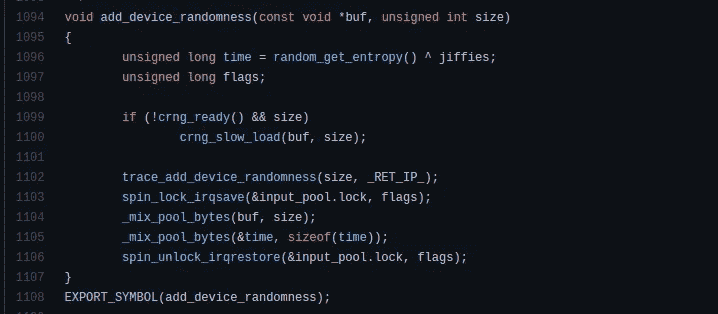 1094 void add_device_randomness(const void *buf, unsigned int size)
1095 {
1096         unsigned long time = random_get_entropy() ^ jiffies;
1097         unsigned long flags;
1098
1099         if (!crng_ready() && size)
1100                 crng_slow_load(buf, size);
1101
1102         trace_add_device_randomness(size, _RET_IP_);
1103         spin_lock_irqsave(&input_pool.lock, flags);
1104         _mix_pool_bytes(buf, size);
1105         _mix_pool_bytes(&time, sizeof(time));
1106         spin_unlock_irqrestore(&input_pool.lock, flags);
1107 }
1108 EXPORT_SYMBOL(add_device_randomness);